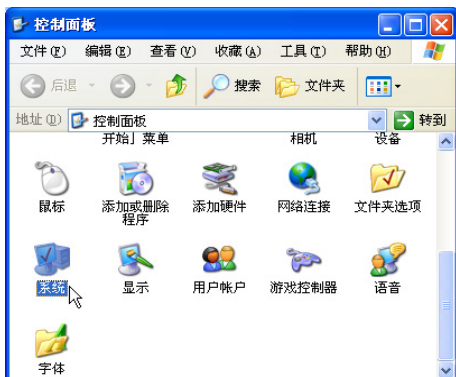 控制面板
文件(F) 编辑(E) 查看(V) 收藏(A) 工具(T) 帮助(H)
后退 搜索 文件夹
地址(D) 控制面板 转到
开始」菜单 相机 设备
鼠标 添加或删除程序 添加硬件 网络连接 文件夹选项
系统 显示 用户帐户 游戏控制器 语音
字体